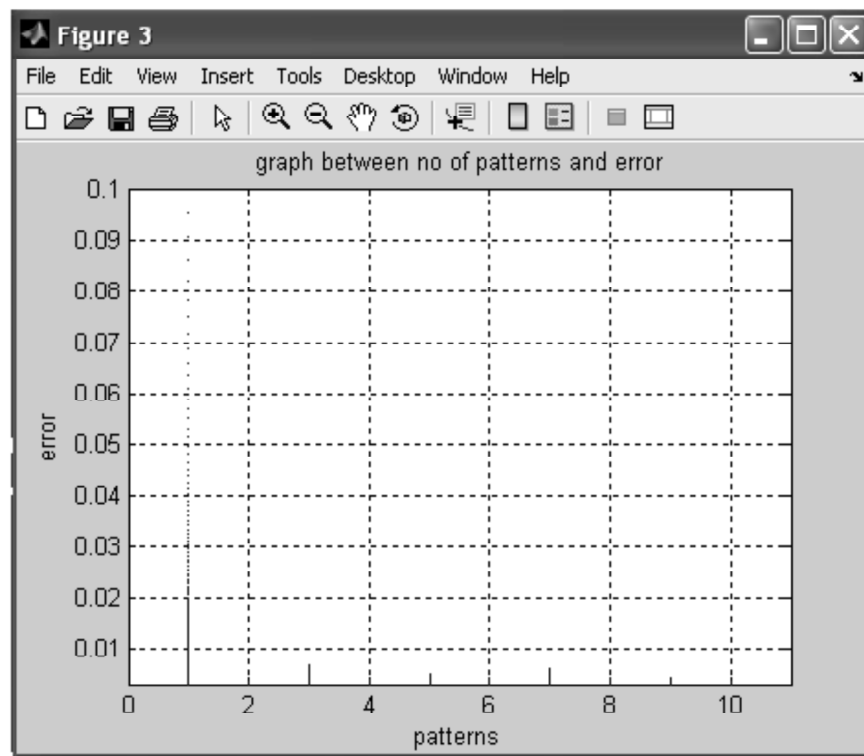 Figure 3
File Edit View Insert Tools Desktop Window Help
graph between no of patterns and error
0.1
0.09
0.08
0.07
0.06
0.05
0.04
0.03
0.02
0.01
error
0 2 4 6 8 10
patterns